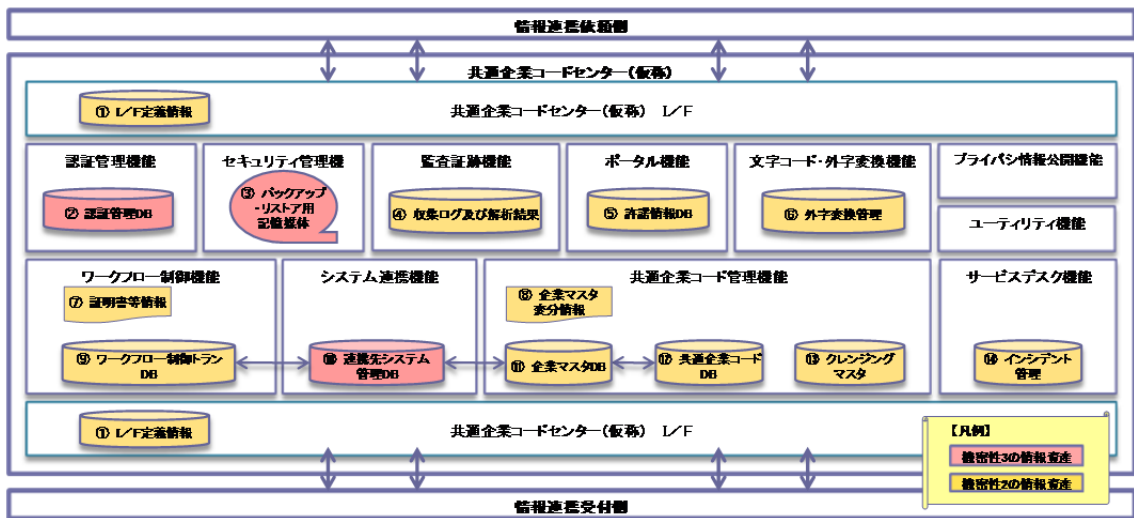 情報連携依頼側
共通企業コードセンター(仮称)
① I/F定義情報
共通企業コードセンター(仮称) I/F
認証管理機能
セキュリティ管理機
監査証跡機能
ポータル機能
文字コード・外字変換機能
プライバシ情報公開機能
② 認証管理DB
③ バックアップ
・リストア用
記憶媒体
④ 収集ログ及び解析結果
⑤ 許諾情報DB
⑥ 外字変換管理
ユーティリティ機能
ワークフロー制御機能
システム連携機能
共通企業コード管理機能
サービスデスク機能
⑦ 証明書等情報
⑧ 企業マスタ
変分情報
⑨ ワークフロー制御トラン
DB
⑩ 連携先システム
管理DB
⑪ 企業マスタDB
⑫ 共通企業コード
DB
⑬ クレンジング
マスタ
⑭ インシデント
管理
① I/F定義情報
共通企業コードセンター(仮称) I/F
【凡例】
機密性3の情報資産
機密性2の情報資産
情報連携受付側